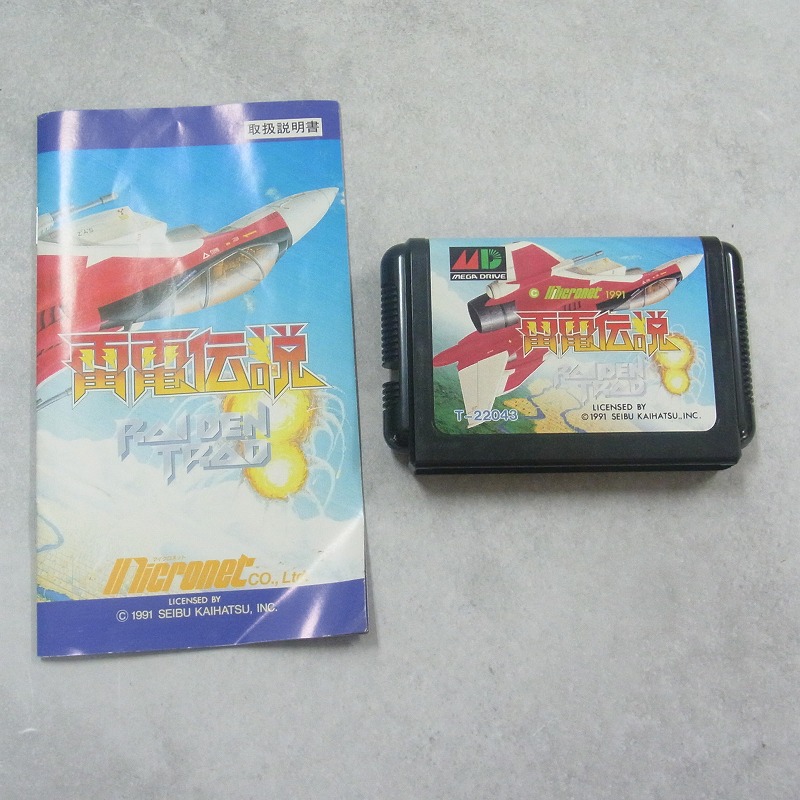 取扱説明書
雷電伝説
RAIDEN
TRAD
Micronet CO., Ltd.
LICENSED BY
© 1991 SEIBU KAIHATSU, INC.
MD
MEGA DRIVE
© Micronet 1991
雷電伝説
RAIDEN
TRAD
T-22043
LICENSED BY
©1991 SEIBU KAIHATSU., INC.